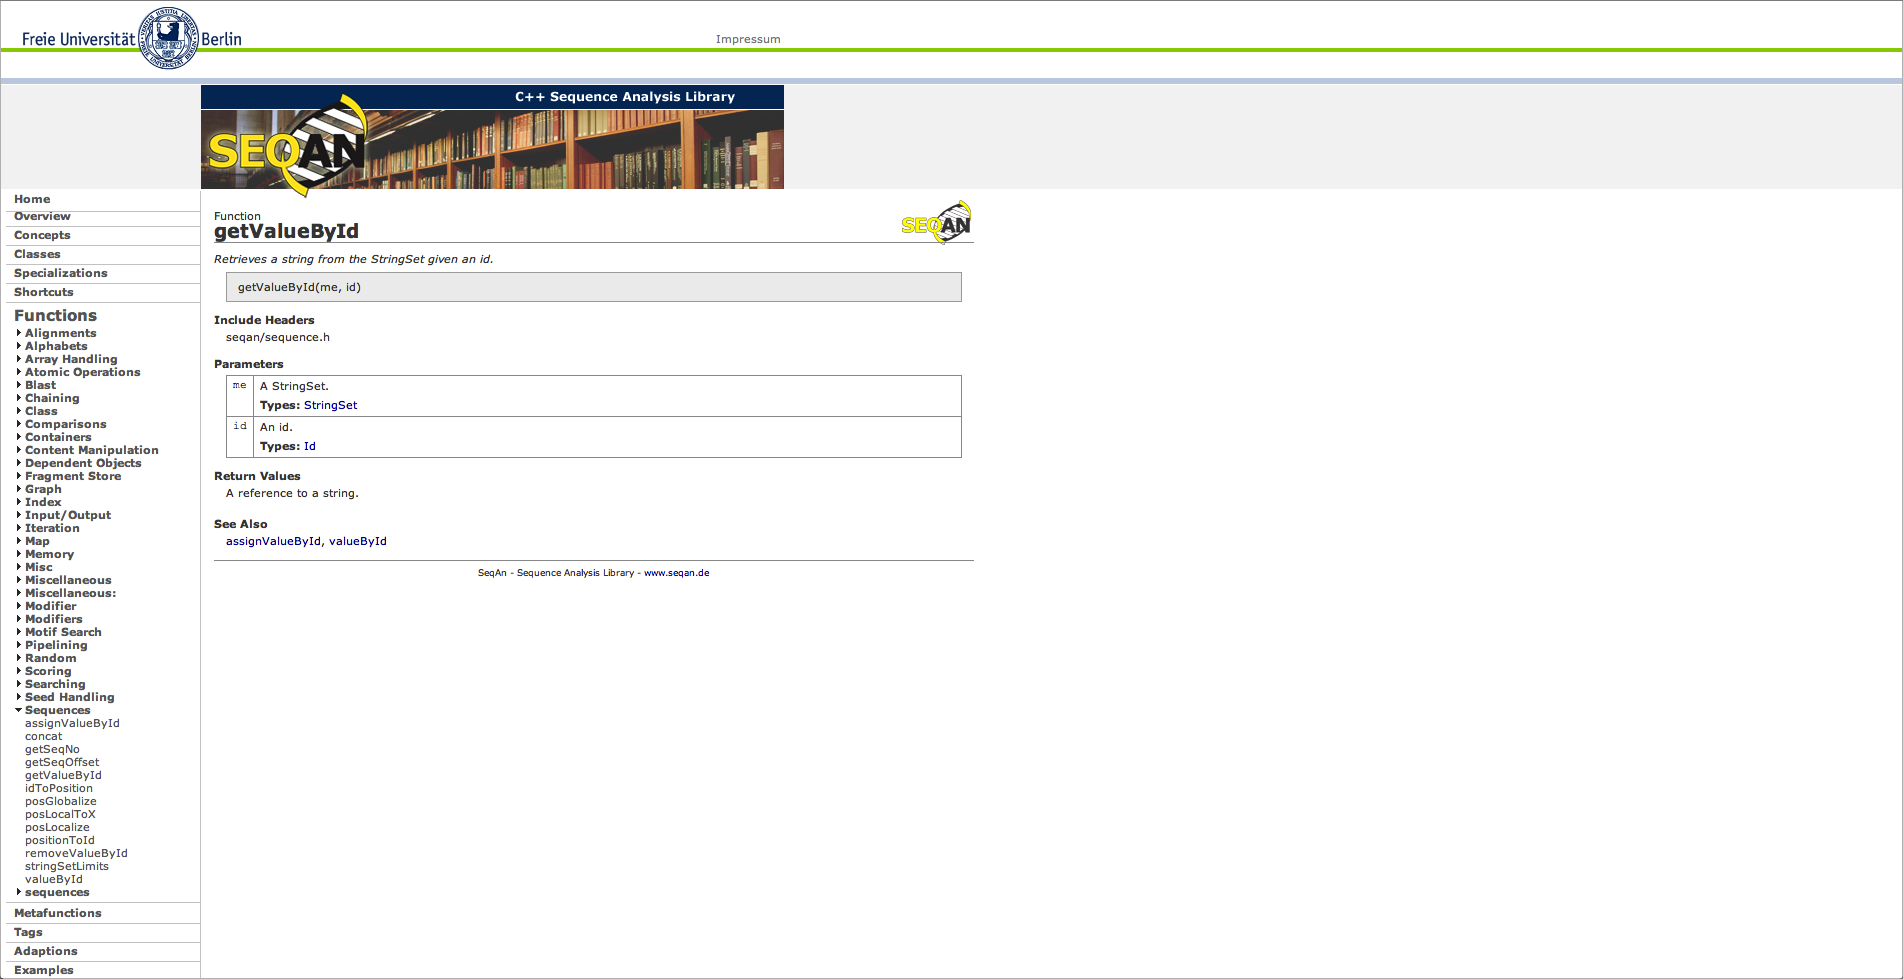 Freie Universität Berlin
Impressum
C++ Sequence Analysis Library
SEQAN
Home
Overview
Concepts
Classes
Specializations
Shortcuts
Functions
Alignments
Alphabets
Array Handling
Atomic Operations
Blast
Chaining
Class
Comparisons
Containers
Content Manipulation
Dependent Objects
Fragment Store
Graph
Index
Input/Output
Iteration
Map
Memory
Misc
Miscellaneous
Miscellaneous:
Modifier
Modifiers
Motif Search
Pipelining
Random
Scoring
Searching
Seed Handling
Sequences
assignValueById
concat
getSeqNo
getSeqOffset
getValueById
idToPosition
posGlobalize
posLocalToX
posLocalize
positionToId
removeValueById
stringSetLimits
valueById
sequences
Metafunctions
Tags
Adaptions
Examples
Function
getValueById
SEQAN
Retrieves a string from the StringSet given an id.
getValueById(me, id)
Include Headers
seqan/sequence.h
Parameters
me A StringSet.
Types: StringSet
id An id.
Types: Id
Return Values
A reference to a string.
See Also
assignValueById, valueById
SeqAn - Sequence Analysis Library - www.seqan.de